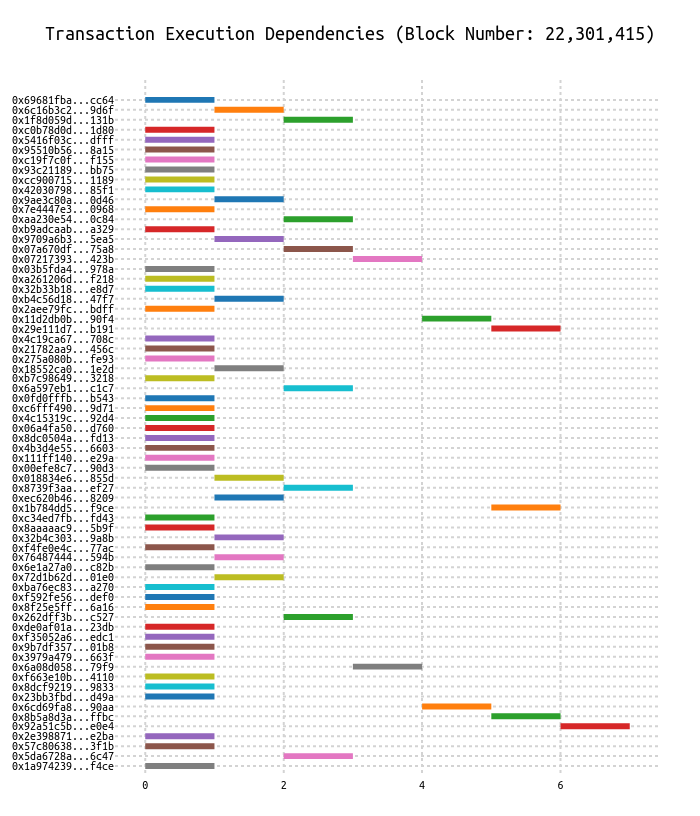 Transaction Execution Dependencies (Block Number: 22,301,415)
0x69681fba...cc64
0x6c16b3c2...9d6f
0x1f8d059d...131b
0xc0b78d0d...1d80
0x5416f03c...dfff
0x95510b56...8a15
0xc19f7c0f...f155
0x93c21189...bb75
0xcc900715...1189
0x42030798...85f1
0x9ae3c80a...0d46
0x7e4447e3...0968
0xaa230e54...0c84
0xb9adcaab...a329
0x9709a6b3...5ea5
0x07a670df...75a8
0x07217393...423b
0x03b5fda4...978a
0xa261206d...f218
0x32b33b18...e8d7
0xb4c56d18...47f7
0x2aee79fc...bdff
0x11d2db0b...90f4
0x29e111d7...b191
0x4c19ca67...708c
0x21782aa9...456c
0x275a080b...fe93
0x18552ca0...1e2d
0xb7c98649...3218
0x6a597eb1...c1c7
0x0fd0fffb...b543
0xc6fff490...9d71
0x4c15319c...92d4
0x06a4fa50...d760
0x8dc0504a...fd13
0x4b3d4e55...6603
0x111ff140...e29a
0x00efe8c7...90d3
0x018834e6...855d
0x8739f3aa...ef27
0xec620b46...8209
0x1b784dd5...f9ce
0xc34ed7fb...fd43
0x8aaaaac9...5b9f
0x32b4c303...9a8b
0xf4fe0e4c...77ac
0x76487444...594b
0x6e1a27a0...c82b
0x72d1b62d...01e0
0xba76ec83...a270
0xf592fe56...def0
0x8f25e5ff...6a16
0x262dff3b...c527
0xde0af01a...23db
0xf35052a6...edc1
0x9b7df357...01b8
0x3979a479...663f
0x6a08d058...79f9
0xf663e10b...4110
0x8dcf9219...9833
0x23bb3fbd...d49a
0x6cd69fa8...90aa
0x8b5a8d3a...ffbc
0x92a51c5b...e0e4
0x2e398871...e2ba
0x57c80638...3f1b
0x5da6728a...6c47
0x1a974239...f4ce
0 2 4 6